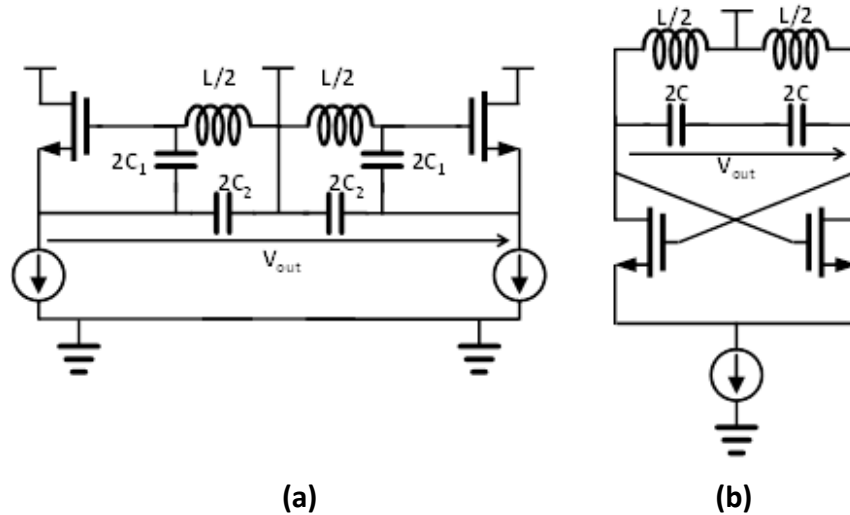 L/2 L/2
2C₁ 2C₁
2C₂ 2C₂
Vout
(a)
L/2 L/2
2C 2C
Vout
(b)